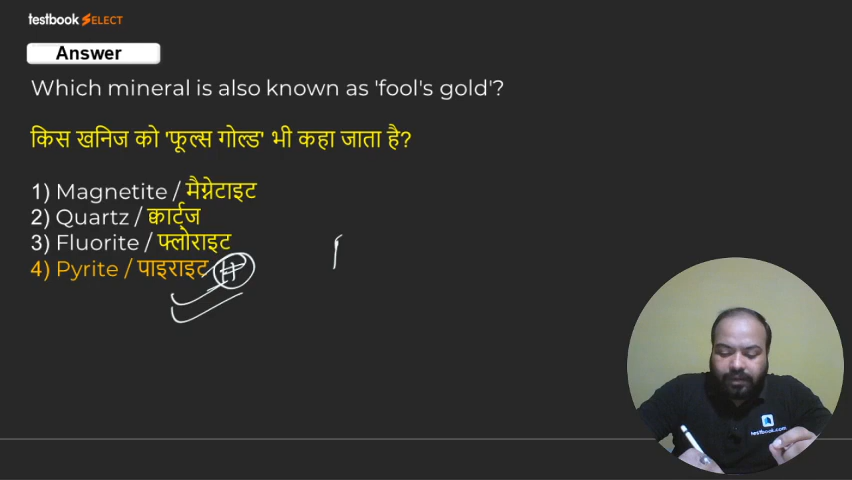 testbook SELECT
Answer
Which mineral is also known as 'fool's gold'?
किस खनिज को 'फूल्स गोल्ड' भी कहा जाता है?
1) Magnetite / मैग्नेटाइट
2) Quartz / क्वार्ट्ज
3) Fluorite / फ्लोराइट
4) Pyrite / पाइराइट
testbook.com